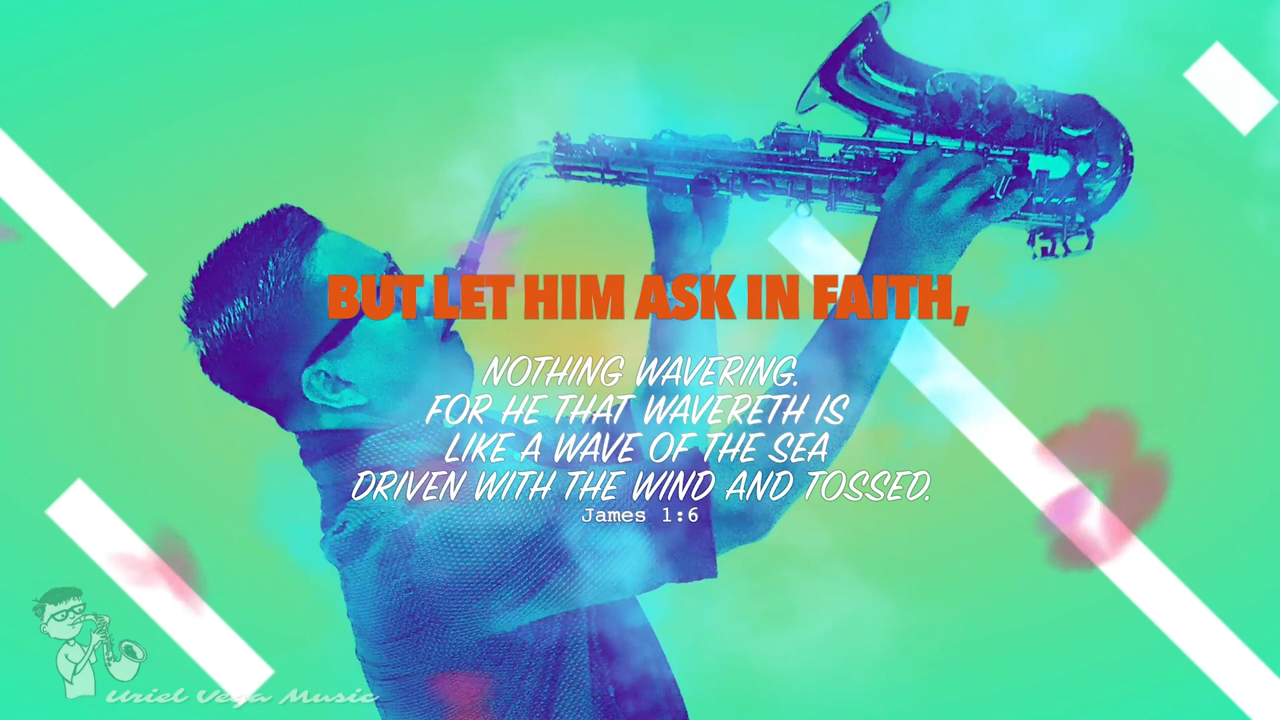 BUT LET HIM ASK IN FAITH,
NOTHING WAVERING.
FOR HE THAT WAVERETH IS
LIKE A WAVE OF THE SEA
DRIVEN WITH THE WIND AND TOSSED.
James 1:6
Uriel Vega Music